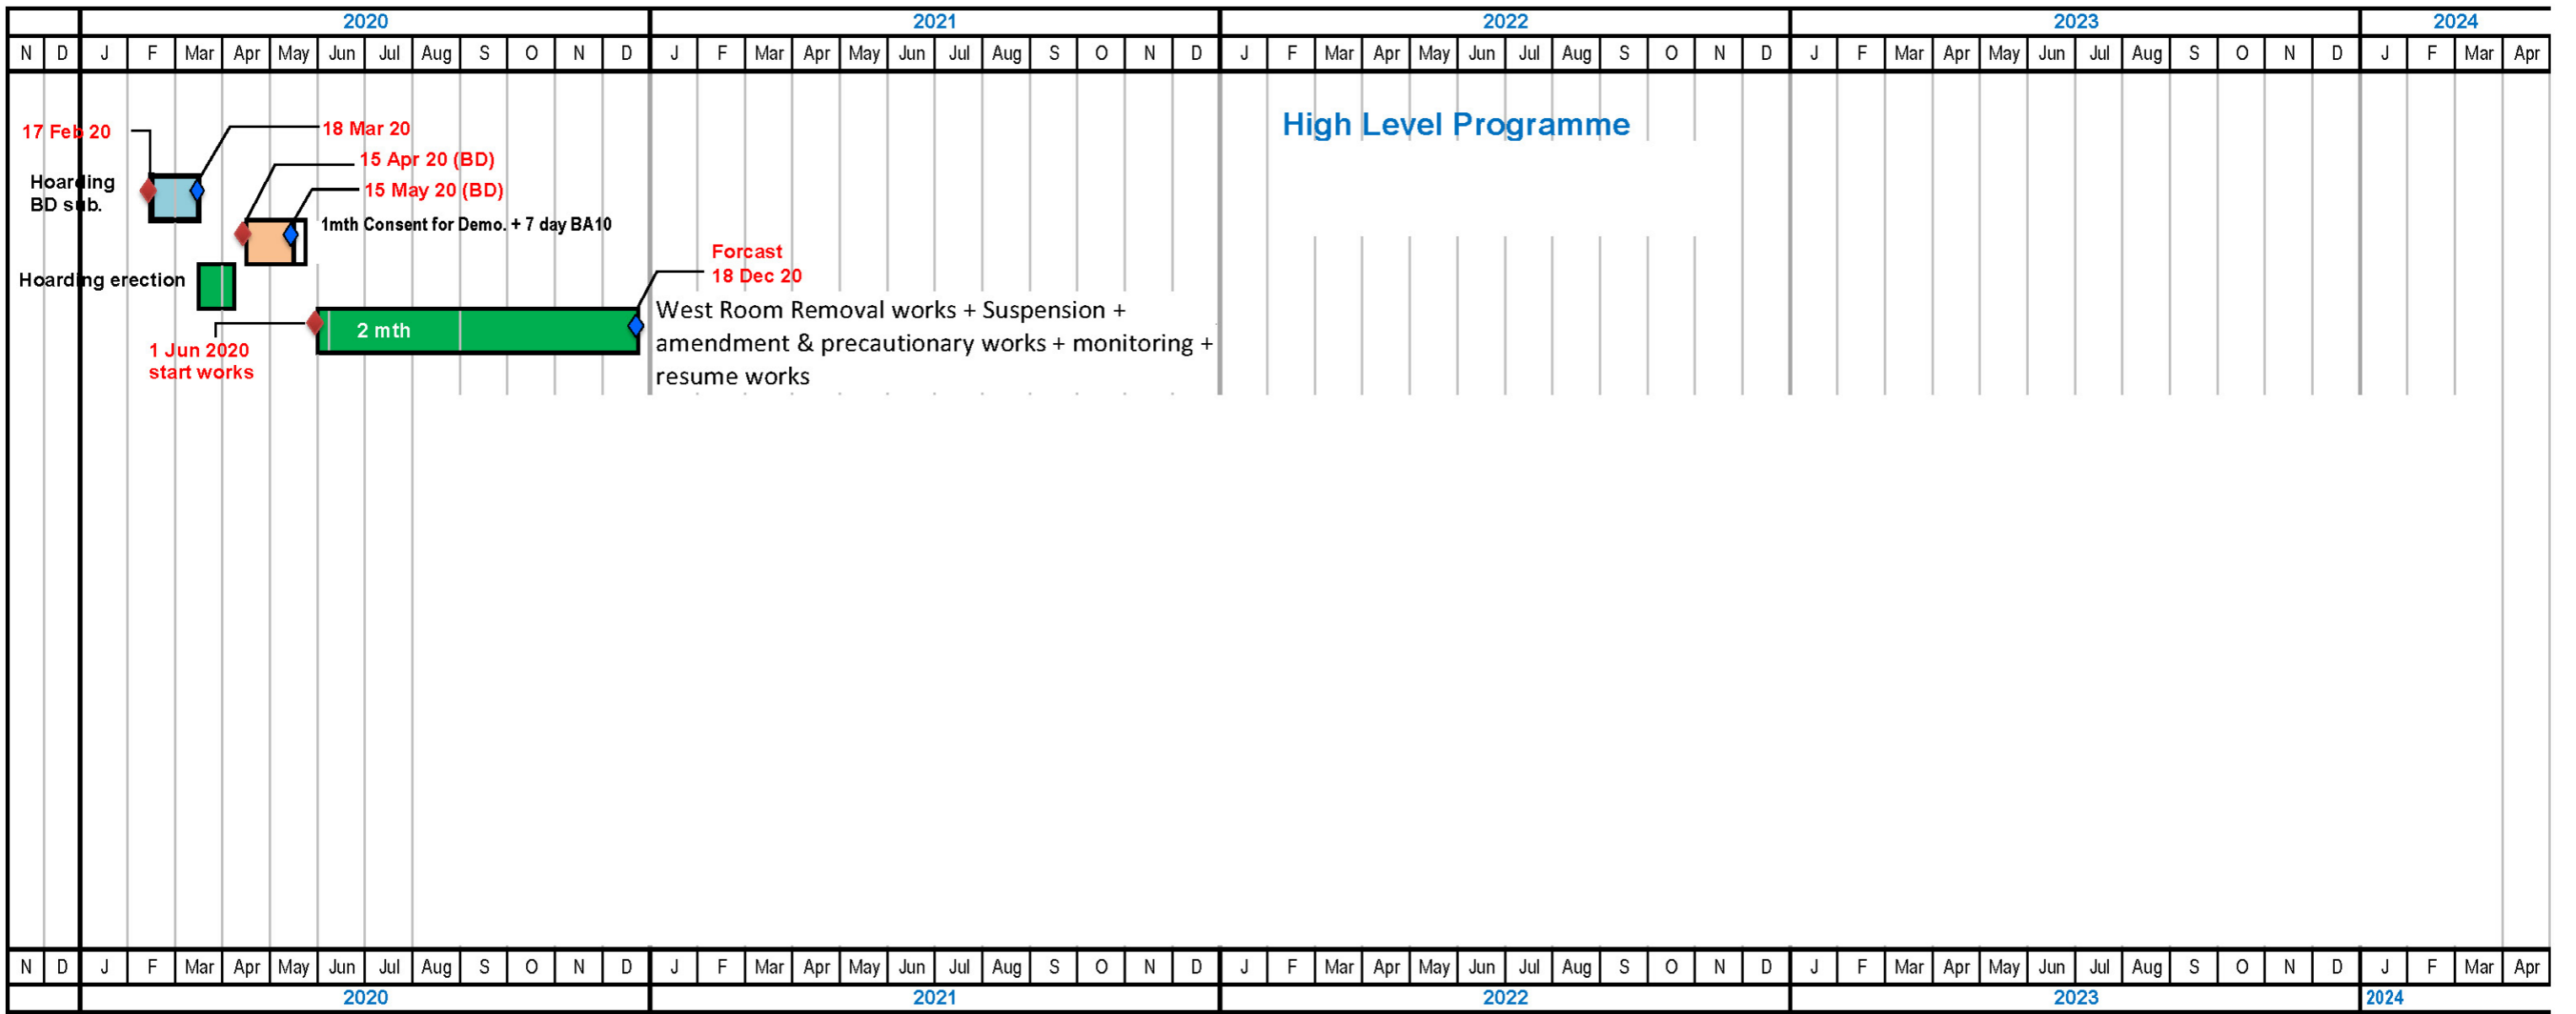 2020 2021 2022 2023 2024
N D J F Mar Apr May Jun Jul Aug S O N D J F Mar Apr May Jun Jul Aug S O N D J F Mar Apr May Jun Jul Aug S O N D J F Mar Apr May Jun Jul Aug S O N D J F Mar Apr
High Level Programme
17 Feb 20
18 Mar 20
15 Apr 20 (BD)
Hoarding
BD sub.
15 May 20 (BD)
1mth Consent for Demo. + 7 day BA10
Forcast
18 Dec 20
Hoarding erection
West Room Removal works + Suspension +
amendment & precautionary works + monitoring +
resume works
2 mth
1 Jun 2020
start works
N D J F Mar Apr May Jun Jul Aug S O N D J F Mar Apr May Jun Jul Aug S O N D J F Mar Apr May Jun Jul Aug S O N D J F Mar Apr May Jun Jul Aug S O N D J F Mar Apr
2020 2021 2022 2023 2024